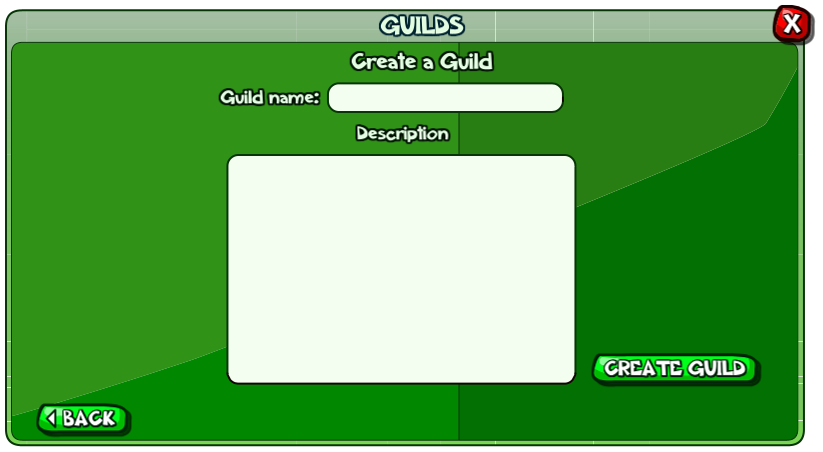 GUILDS
X
Create a Guild
Guild name:
Description
CREATE GUILD
BACK